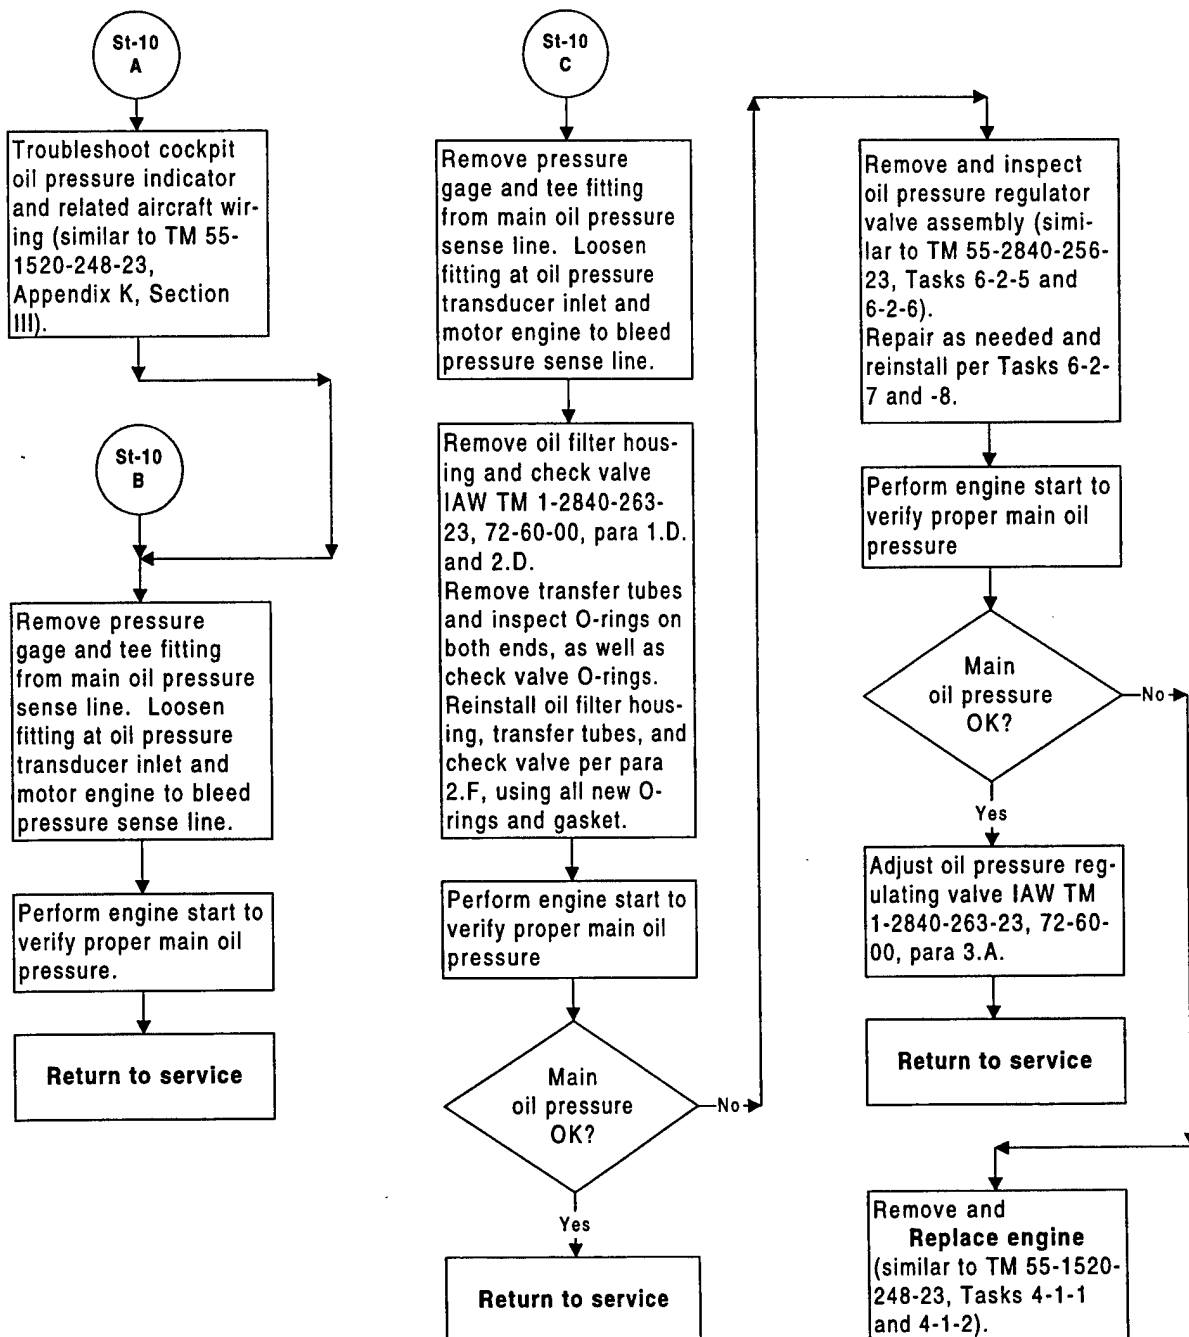 St-10
A
Troubleshoot cockpit
oil pressure indicator
and related aircraft wir-
ing (similar to TM 55-
1520-248-23,
Appendix K, Section
III).
St-10
B
Remove pressure
gage and tee fitting
from main oil pressure
sense line. Loosen
fitting at oil pressure
transducer inlet and
motor engine to bleed
pressure sense line.
Perform engine start to
verify proper main oil
pressure.
Return to service
St-10
C
Remove pressure
gage and tee fitting
from main oil pressure
sense line. Loosen
fitting at oil pressure
transducer inlet and
motor engine to bleed
pressure sense line.
Remove oil filter hous-
ing and check valve
IAW TM 1-2840-263-
23, 72-60-00, para 1.D.
and 2.D.
Remove transfer tubes
and inspect O-rings on
both ends, as well as
check valve O-rings.
Reinstall oil filter hous-
ing, transfer tubes, and
check valve per para
2.F, using all new O-
rings and gasket.
Perform engine start to
verify proper main oil
pressure
Main
oil pressure
OK?
No
Yes
Return to service
Remove and inspect
oil pressure regulator
valve assembly (simi-
lar to TM 55-2840-256-
23, Tasks 6-2-5 and
6-2-6).
Repair as needed and
reinstall per Tasks 6-2-
7 and -8.
Perform engine start to
verify proper main oil
pressure
Main
oil pressure
OK?
No
Yes
Adjust oil pressure reg-
ulating valve IAW TM
1-2840-263-23, 72-60-
00, para 3.A.
Return to service
Remove and
Replace engine
(similar to TM 55-1520-
248-23, Tasks 4-1-1
and 4-1-2).